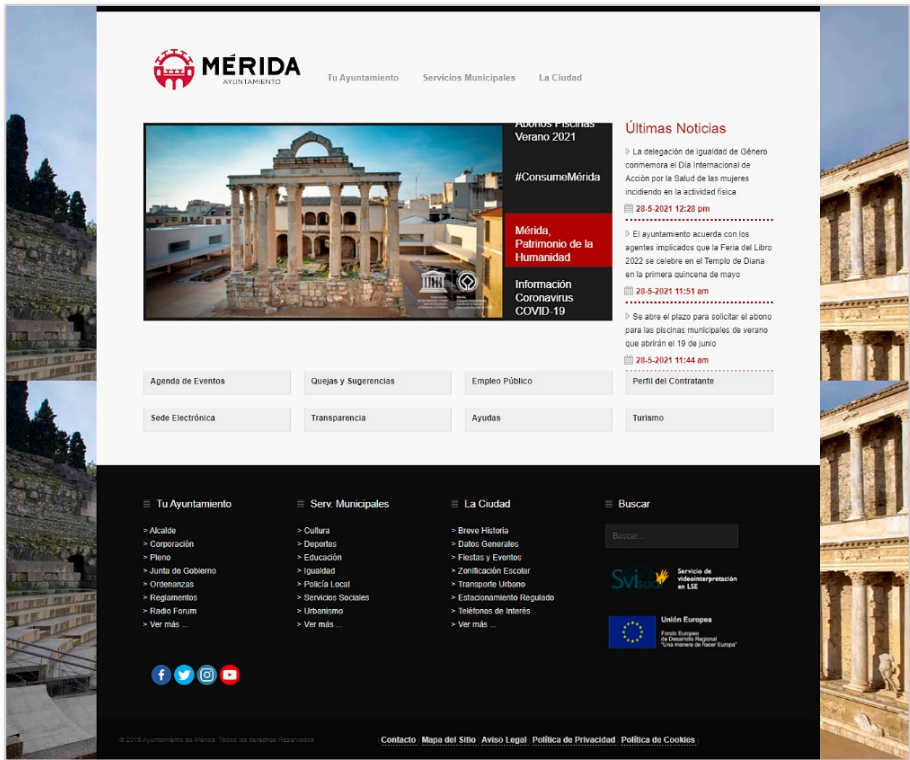 MÉRIDA
AYUNTAMIENTO
Tu Ayuntamiento
Servicios Municipales
La Ciudad
Abonos Piscinas
Verano 2021
#ConsumeMérida
Mérida,
Patrimonio de la
Humanidad
Información
Coronavirus
COVID-19
Últimas Noticias
La delegación de Igualdad de Género
conmemora el Día Internacional de
Acción por la Salud de las mujeres
incidiendo en la actividad física
28-5-2021 12:28 pm
El ayuntamiento acuerda con los
agentes implicados que la Feria del Libro
2022 se celebre en el Templo de Diana
en la primera quincena de mayo
28-5-2021 11:51 am
Se abre el plazo para solicitar el abono
para las piscinas municipales de verano
que abrirán el 19 de junio
28-5-2021 11:44 am
Agenda de Eventos
Quejas y Sugerencias
Empleo Público
Perfil del Contratante
Sede Electrónica
Transparencia
Ayudas
Turismo
Tu Ayuntamiento
> Alcalde
> Corporación
> Pleno
> Junta de Gobierno
> Ordenanzas
> Reglamentos
> Radio Forum
> Ver más ...
Serv. Municipales
> Cultura
> Deportes
> Educación
> Igualdad
> Policía Local
> Servicios Sociales
> Urbanismo
> Ver más ...
La Ciudad
> Breve Historia
> Datos Generales
> Fiestas y Eventos
> Zonificación Escolar
> Transporte Urbano
> Estacionamiento Regulado
> Teléfonos de Interés
> Ver más ...
Buscar
Buscar...
Svisual
Servicio de
videointerpretación
en LSE
Unión Europea
Fondo Europeo
de Desarrollo Regional
"Una manera de hacer Europa"
© 2015 Ayuntamiento de Mérida. Todos los derechos Reservados
Contacto | Mapa del Sitio | Aviso Legal | Política de Privacidad | Política de Cookies |